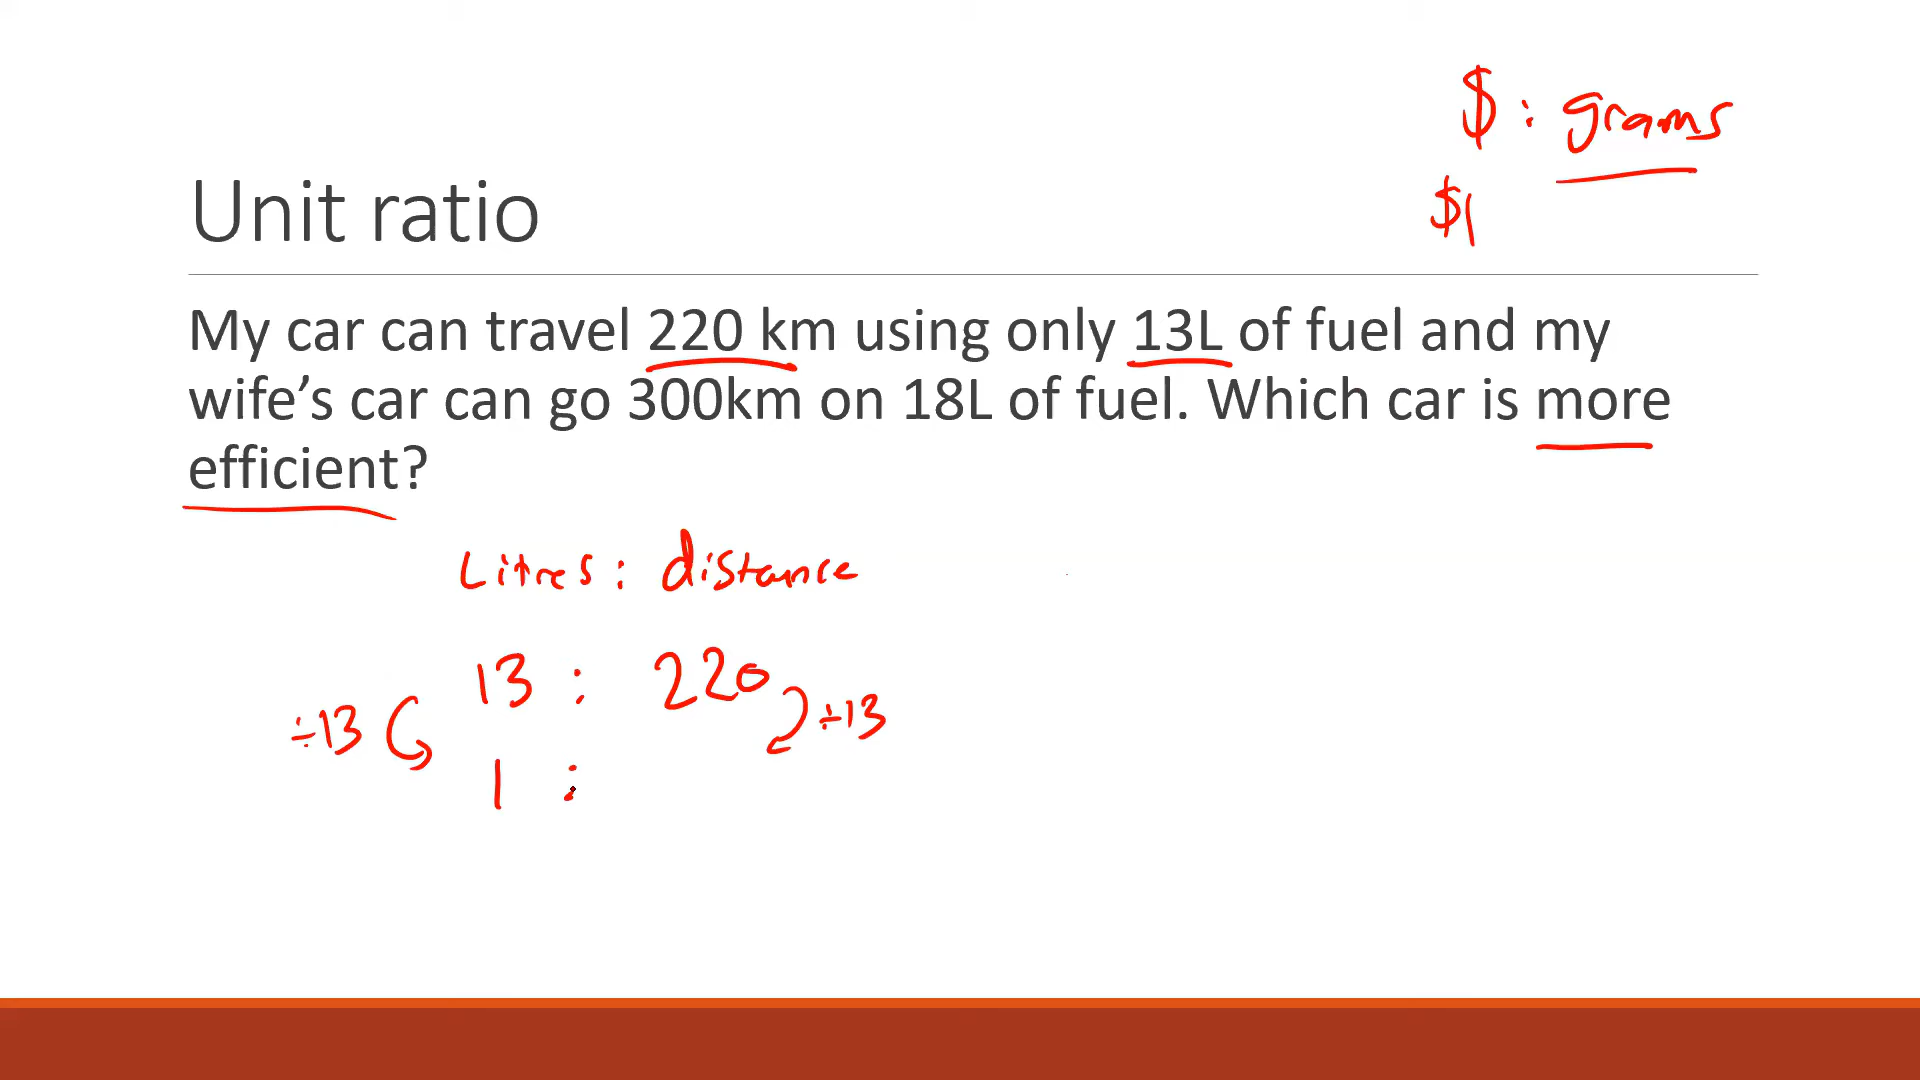 $ : grams
$1
Unit ratio
My car can travel 220 km using only 13L of fuel and my
wife’s car can go 300km on 18L of fuel. Which car is more
efficient?
Litres : distance
13 : 220
÷13 ÷13
1 :